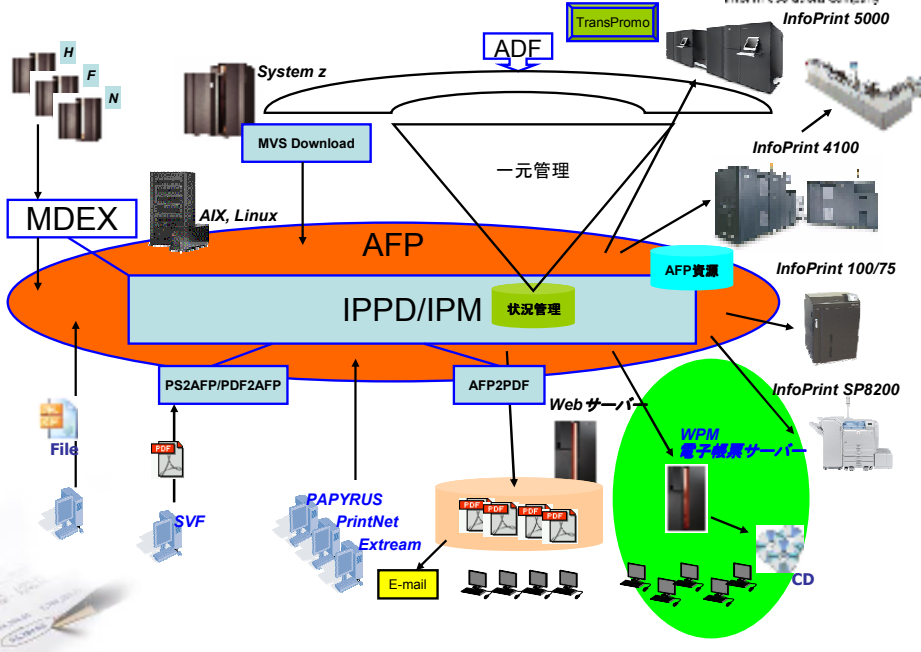 InfoPrint 5000
TransPromo
ADF
H
F
N
System z
MVS Download
InfoPrint 4100
一元管理
MDEX
AIX, Linux
AFP
AFP資源
InfoPrint 100/75
IPPD/IPM
状況管理
PS2AFP/PDF2AFP
AFP2PDF
InfoPrint SP8200
Webサーバー
WPM
電子帳票サーバー
File
PDF
SVF
PAPYRUS
PrintNet
Extream
PDF
PDF
PDF
PDF
E-mail
CD